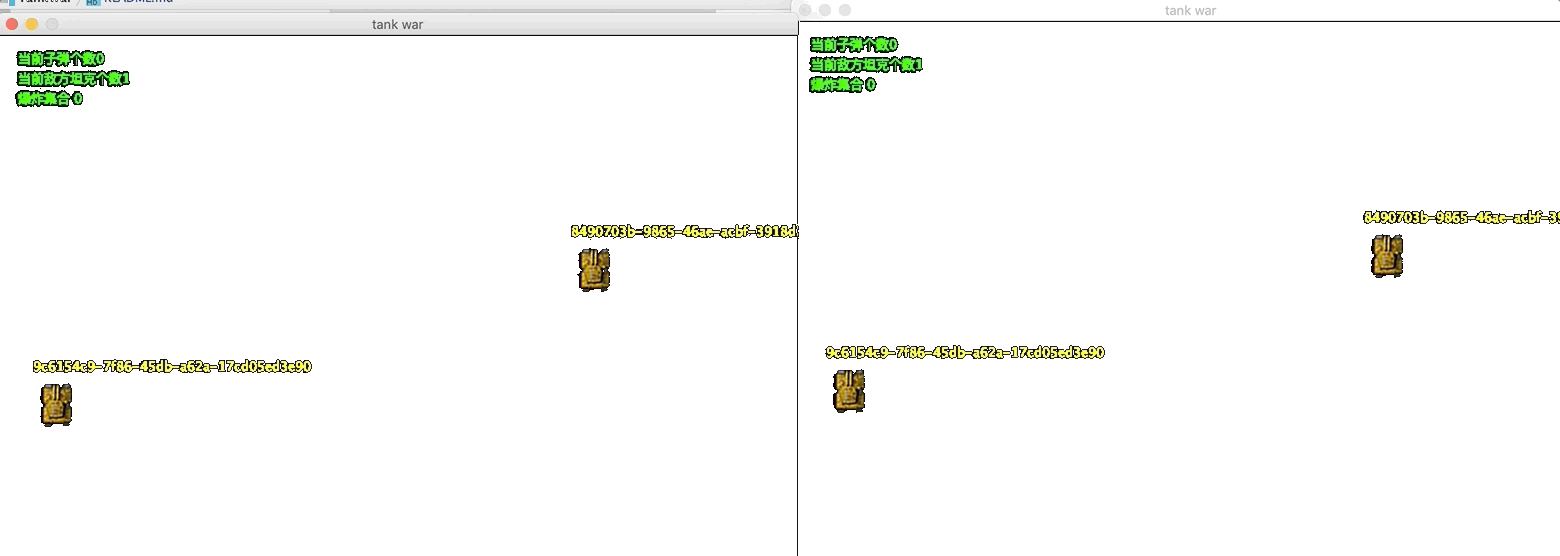 README.md
tank war
当前子弹个数0
当前敌方坦克个数1
爆炸集合 0
8490703b-9865-46ae-acbf-3918d
9c6154c9-7f86-45db-a62a-17cd05ed3e90
tank war
当前子弹个数0
当前敌方坦克个数1
爆炸集合 0
8490703b-9865-46ae-acbf-39
9c6154c9-7f86-45db-a62a-17cd05ed3e90